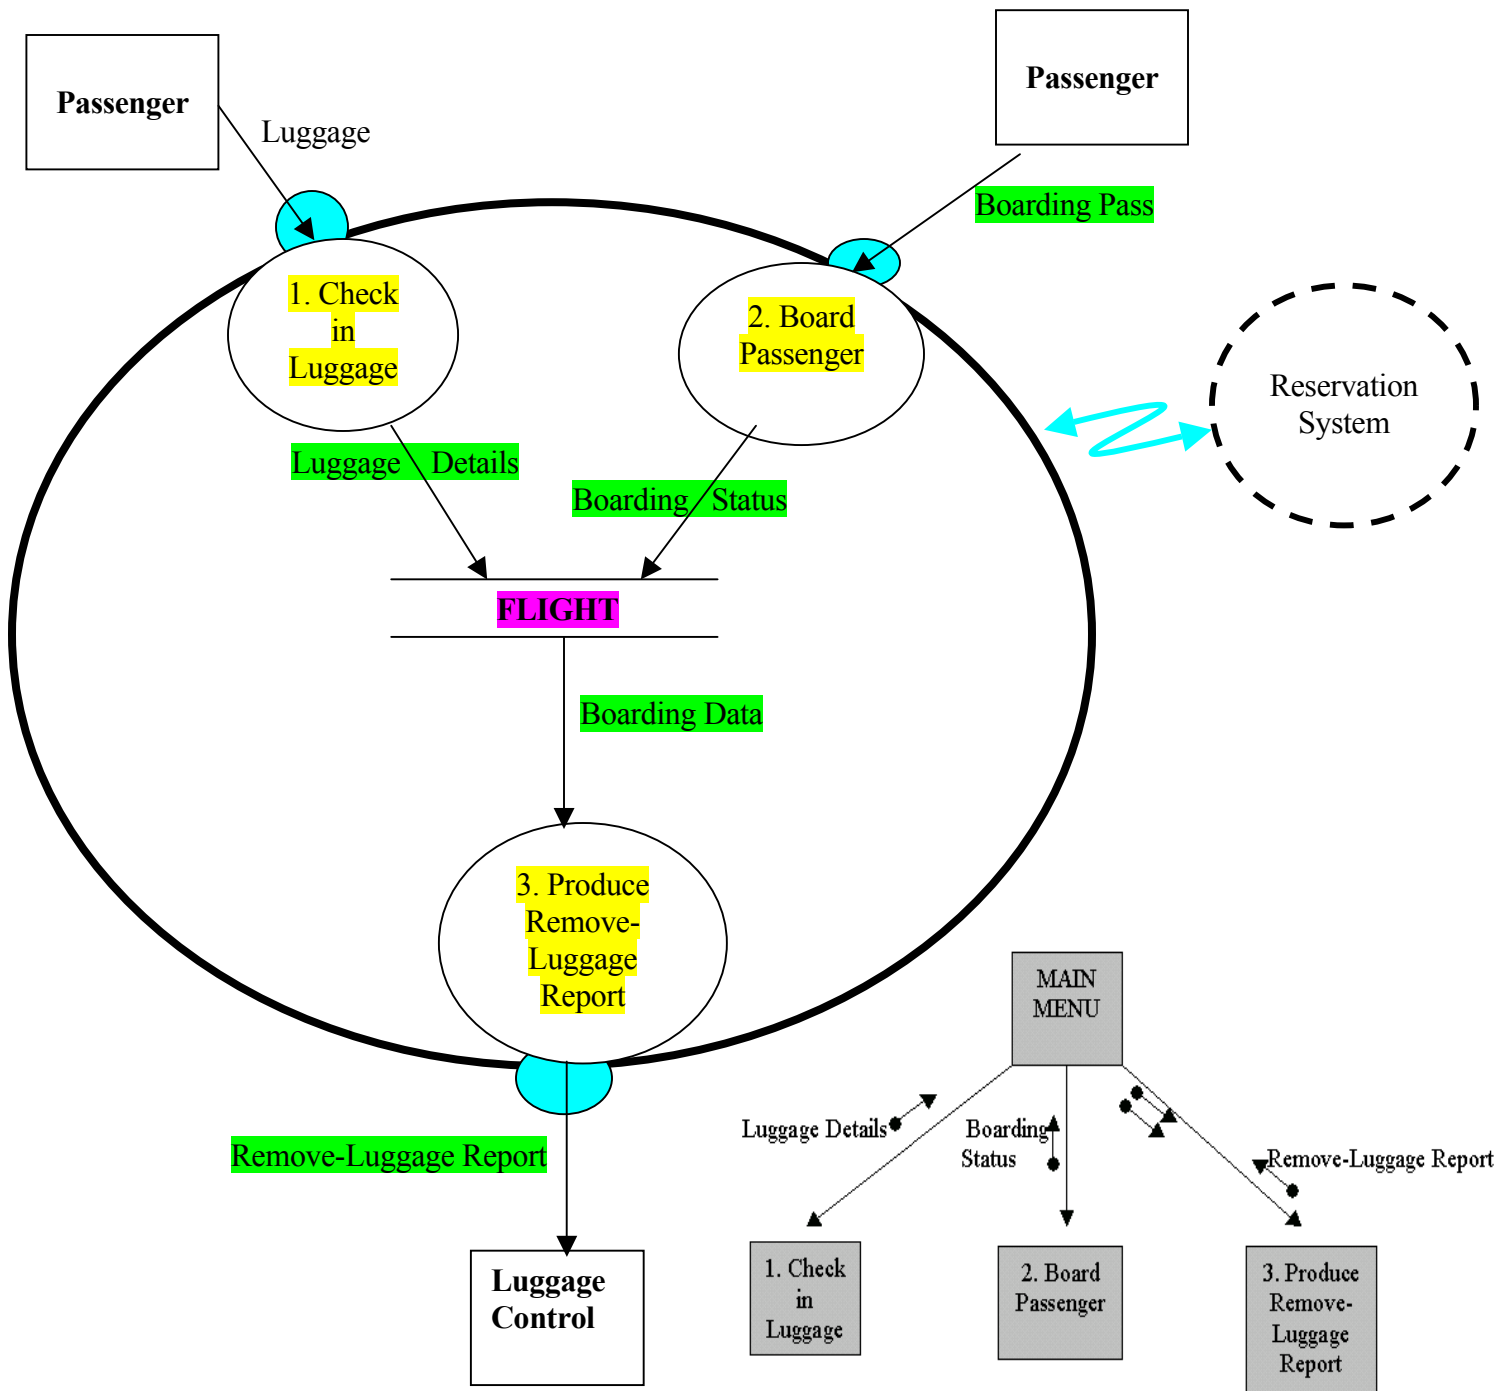 Passenger
Passenger
Luggage
Boarding Pass
1. Check
in
Luggage
2. Board
Passenger
Reservation
System
Luggage Details
Boarding Status
FLIGHT
Boarding Data
3. Produce
Remove-
Luggage
Report
Remove-Luggage Report
Luggage
Control
MAIN
MENU
Luggage Details
Boarding
Status
Remove-Luggage Report
1. Check
in
Luggage
2. Board
Passenger
3. Produce
Remove-
Luggage
Report